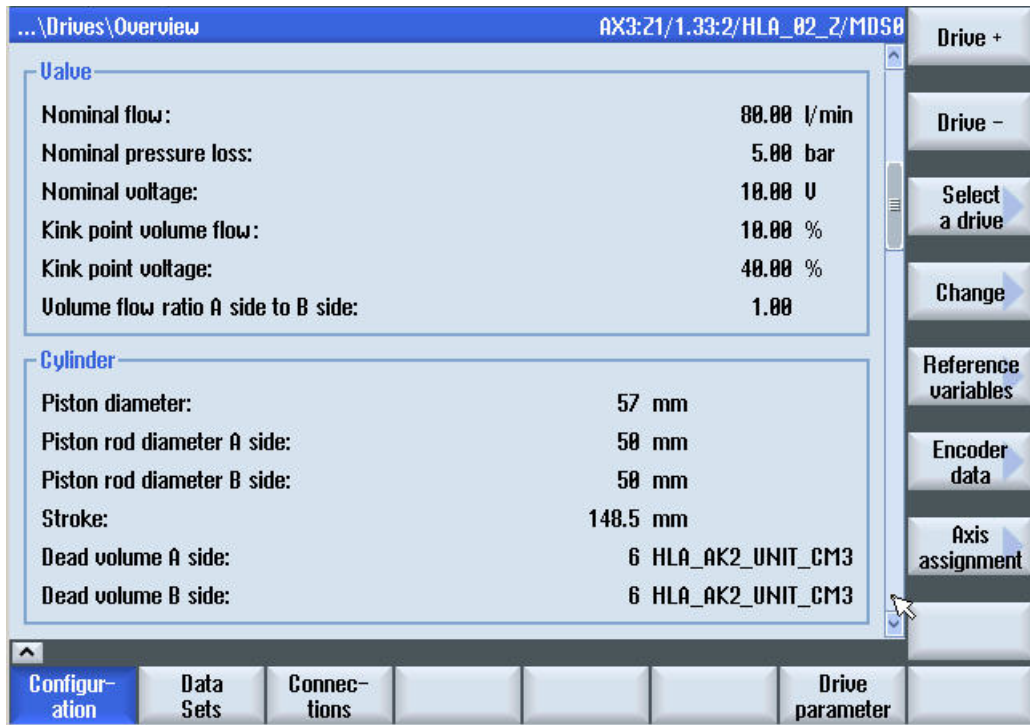 ...\Drives\Overview AX3:Z1/1.33:2/HLA_02_Z/MDS0
Valve
Nominal flow: 80.00 l/min
Nominal pressure loss: 5.00 bar
Nominal voltage: 10.00 V
Kink point volume flow: 10.00 %
Kink point voltage: 40.00 %
Volume flow ratio A side to B side: 1.00
Cylinder
Piston diameter: 57 mm
Piston rod diameter A side: 50 mm
Piston rod diameter B side: 50 mm
Stroke: 148.5 mm
Dead volume A side: 6 HLA_AK2_UNIT_CM3
Dead volume B side: 6 HLA_AK2_UNIT_CM3
Drive +
Drive -
Select
a drive
Change
Reference
variables
Encoder
data
Axis
assignment
Configur-
ation
Data
Sets
Connec-
tions
Drive
parameter